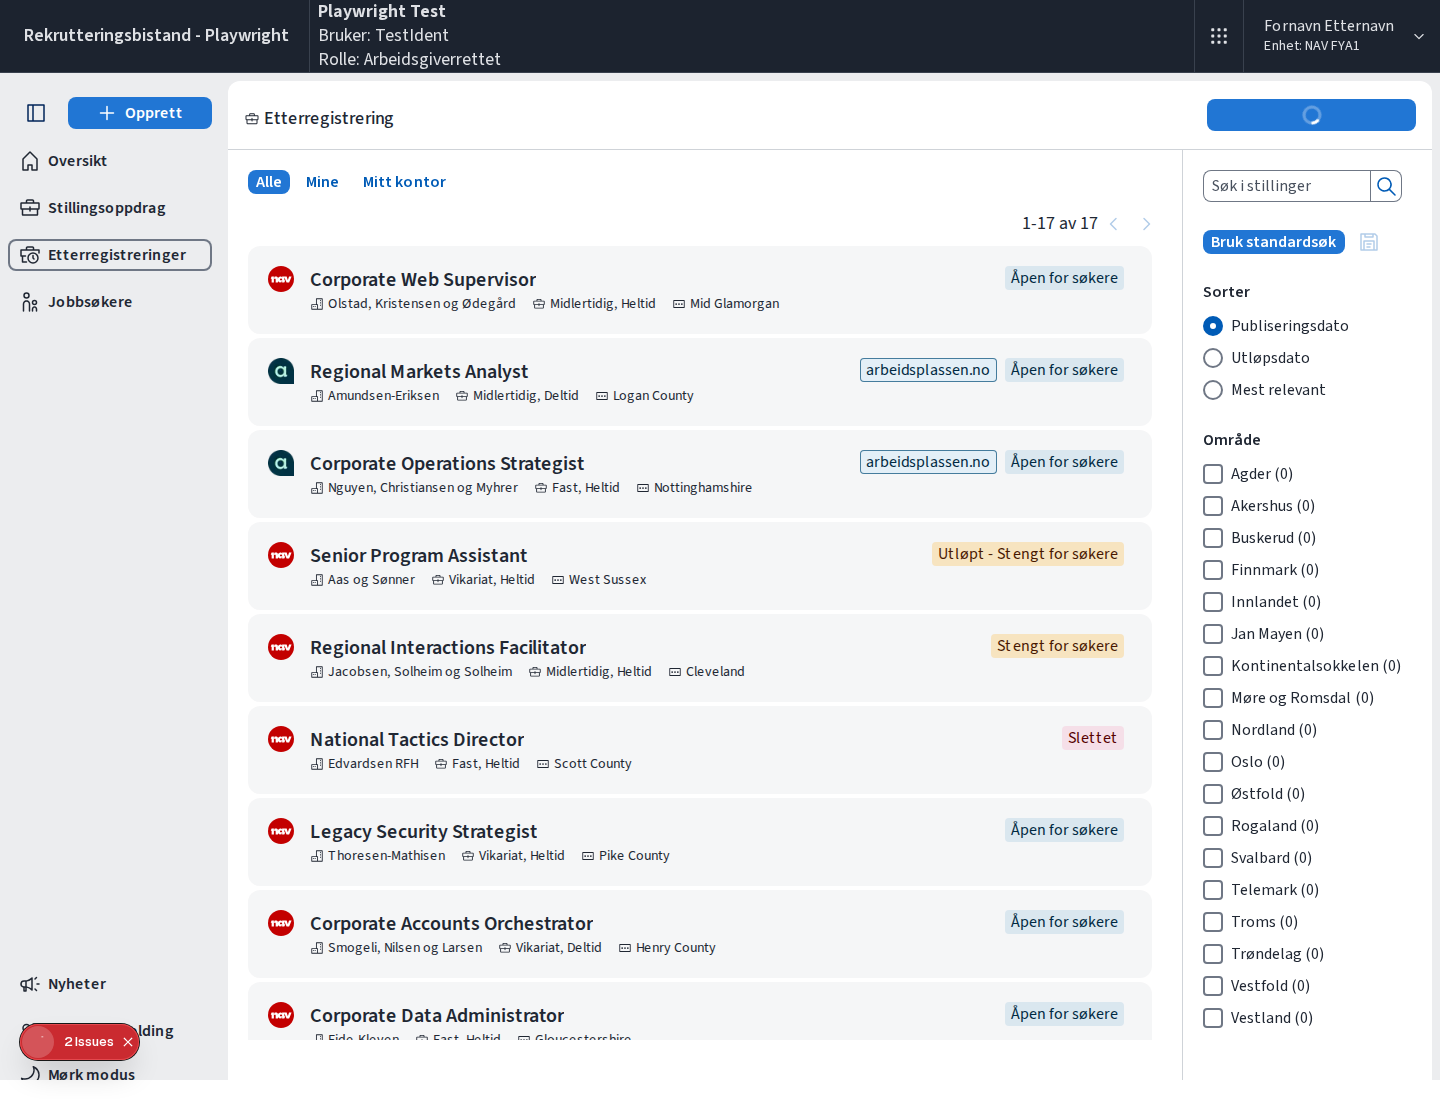 Rekrutteringsbistand - Playwright
Playwright Test
Bruker: TestIdent
Rolle: Arbeidsgiverrettet
Fornavn Etternavn
Enhet: NAV FYA1
Opprett
Oversikt
Stillingsoppdrag
Etterregistreringer
Jobbsøkere
Nyheter
lding
2 Issues
Mørk modus
Etterregistrering
Alle
Mine
Mitt kontor
1-17 av 17
nav
Corporate Web Supervisor
Åpen for søkere
Olstad, Kristensen og Ødegård
Midlertidig, Heltid
Mid Glamorgan
a
Regional Markets Analyst
arbeidsplassen.no
Åpen for søkere
Amundsen-Eriksen
Midlertidig, Deltid
Logan County
a
Corporate Operations Strategist
arbeidsplassen.no
Åpen for søkere
Nguyen, Christiansen og Myhrer
Fast, Heltid
Nottinghamshire
nav
Senior Program Assistant
Utløpt - Stengt for søkere
Aas og Sønner
Vikariat, Heltid
West Sussex
nav
Regional Interactions Facilitator
Stengt for søkere
Jacobsen, Solheim og Solheim
Midlertidig, Heltid
Cleveland
nav
National Tactics Director
Slettet
Edvardsen RFH
Fast, Heltid
Scott County
nav
Legacy Security Strategist
Åpen for søkere
Thoresen-Mathisen
Vikariat, Heltid
Pike County
nav
Corporate Accounts Orchestrator
Åpen for søkere
Smogeli, Nilsen og Larsen
Vikariat, Deltid
Henry County
nav
Corporate Data Administrator
Åpen for søkere
Eide-Kleven
Fast, Heltid
Gloucestershire
Søk i stillinger
Bruk standardsøk
Sorter
Publiseringsdato
Utløpsdato
Mest relevant
Område
Agder (0)
Akershus (0)
Buskerud (0)
Finnmark (0)
Innlandet (0)
Jan Mayen (0)
Kontinentalsokkelen (0)
Møre og Romsdal (0)
Nordland (0)
Oslo (0)
Østfold (0)
Rogaland (0)
Svalbard (0)
Telemark (0)
Troms (0)
Trøndelag (0)
Vestfold (0)
Vestland (0)